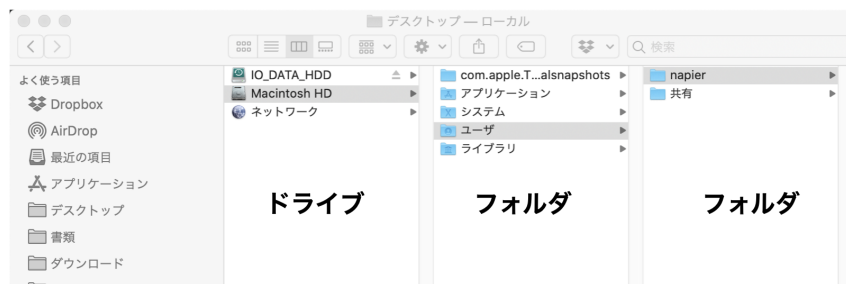 デスクトップ — ローカル
検索
よく使う項目
Dropbox
AirDrop
最近の項目
アプリケーション
デスクトップ
書類
ダウンロード
IO_DATA_HDD
Macintosh HD
ネットワーク
ドライブ
com.apple.T...alsnapshots
アプリケーション
システム
ユーザ
ライブラリ
フォルダ
napier
共有
フォルダ